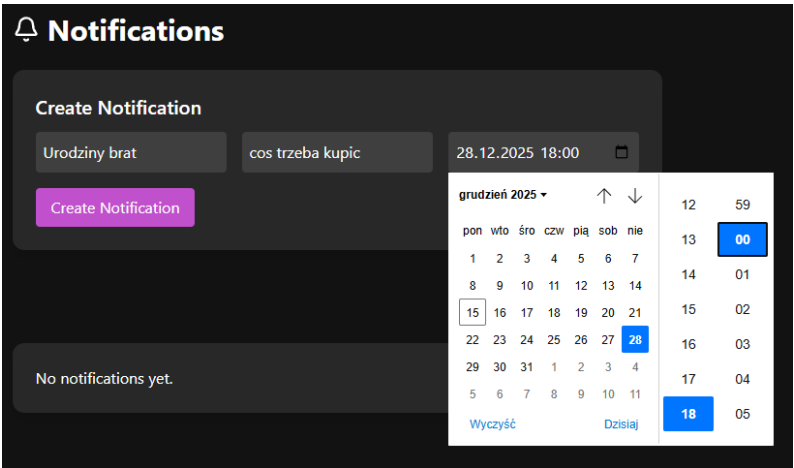 Notifications
Create Notification
Urodziny brat cos trzeba kupic 28.12.2025 18:00
Create Notification
grudzień 2025
pon wto śro czw pią sob nie
1 2 3 4 5 6 7
8 9 10 11 12 13 14
15 16 17 18 19 20 21
22 23 24 25 26 27 28
29 30 31 1 2 3 4
5 6 7 8 9 10 11
Wyczyść Dzisiaj
12 59
13 00
14 01
15 02
16 03
17 04
18 05
No notifications yet.